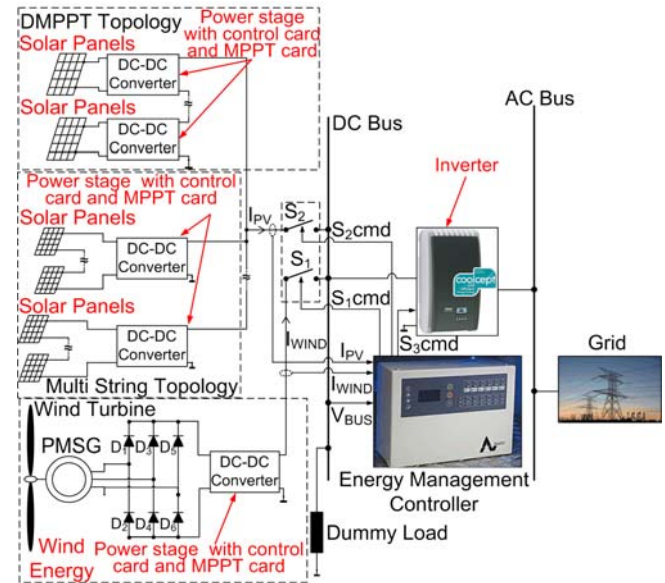 DMPPT Topology
Solar Panels
DC-DC
Converter
Power stage
with control card
and MPPT card
Solar Panels
DC-DC
Converter
Power stage with control
card and MPPT card
Solar Panels
DC-DC
Converter
Solar Panels
DC-DC
Converter
Multi String Topology
Wind Turbine
PMSG
D1 D3 D5
D2 D4 D6
DC-DC
Converter
Wind
Energy
Power stage with control
card and MPPT card
IPV
S2
S1
IWIND
DC Bus
AC Bus
Inverter
S2cmd
S1cmd
coolcept
S3cmd
IPV
IWIND
VBUS
Energy Management
Controller
Dummy Load
Grid